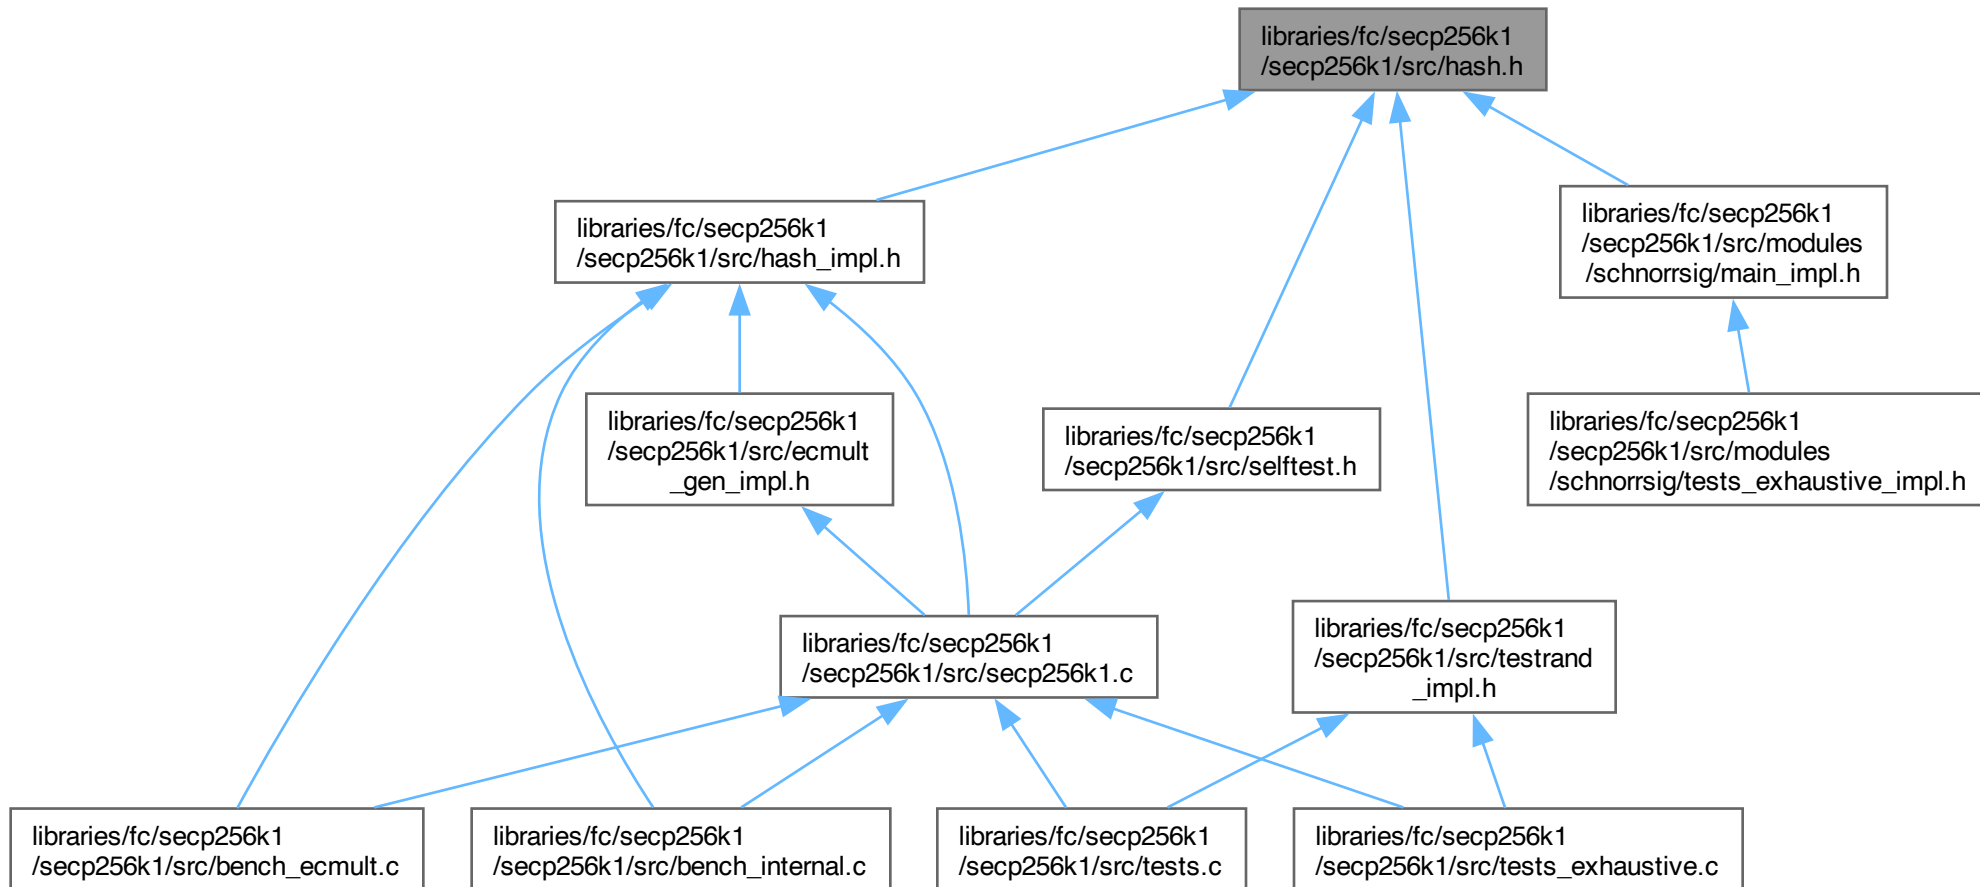 libraries/fc/secp256k1
/secp256k1/src/hash.h
libraries/fc/secp256k1
/secp256k1/src/hash_impl.h
libraries/fc/secp256k1
/secp256k1/src/modules
/schnorrsig/main_impl.h
libraries/fc/secp256k1
/secp256k1/src/ecmult
_gen_impl.h
libraries/fc/secp256k1
/secp256k1/src/selftest.h
libraries/fc/secp256k1
/secp256k1/src/modules
/schnorrsig/tests_exhaustive_impl.h
libraries/fc/secp256k1
/secp256k1/src/secp256k1.c
libraries/fc/secp256k1
/secp256k1/src/testrand
_impl.h
libraries/fc/secp256k1
/secp256k1/src/bench_ecmult.c
libraries/fc/secp256k1
/secp256k1/src/bench_internal.c
libraries/fc/secp256k1
/secp256k1/src/tests.c
libraries/fc/secp256k1
/secp256k1/src/tests_exhaustive.c